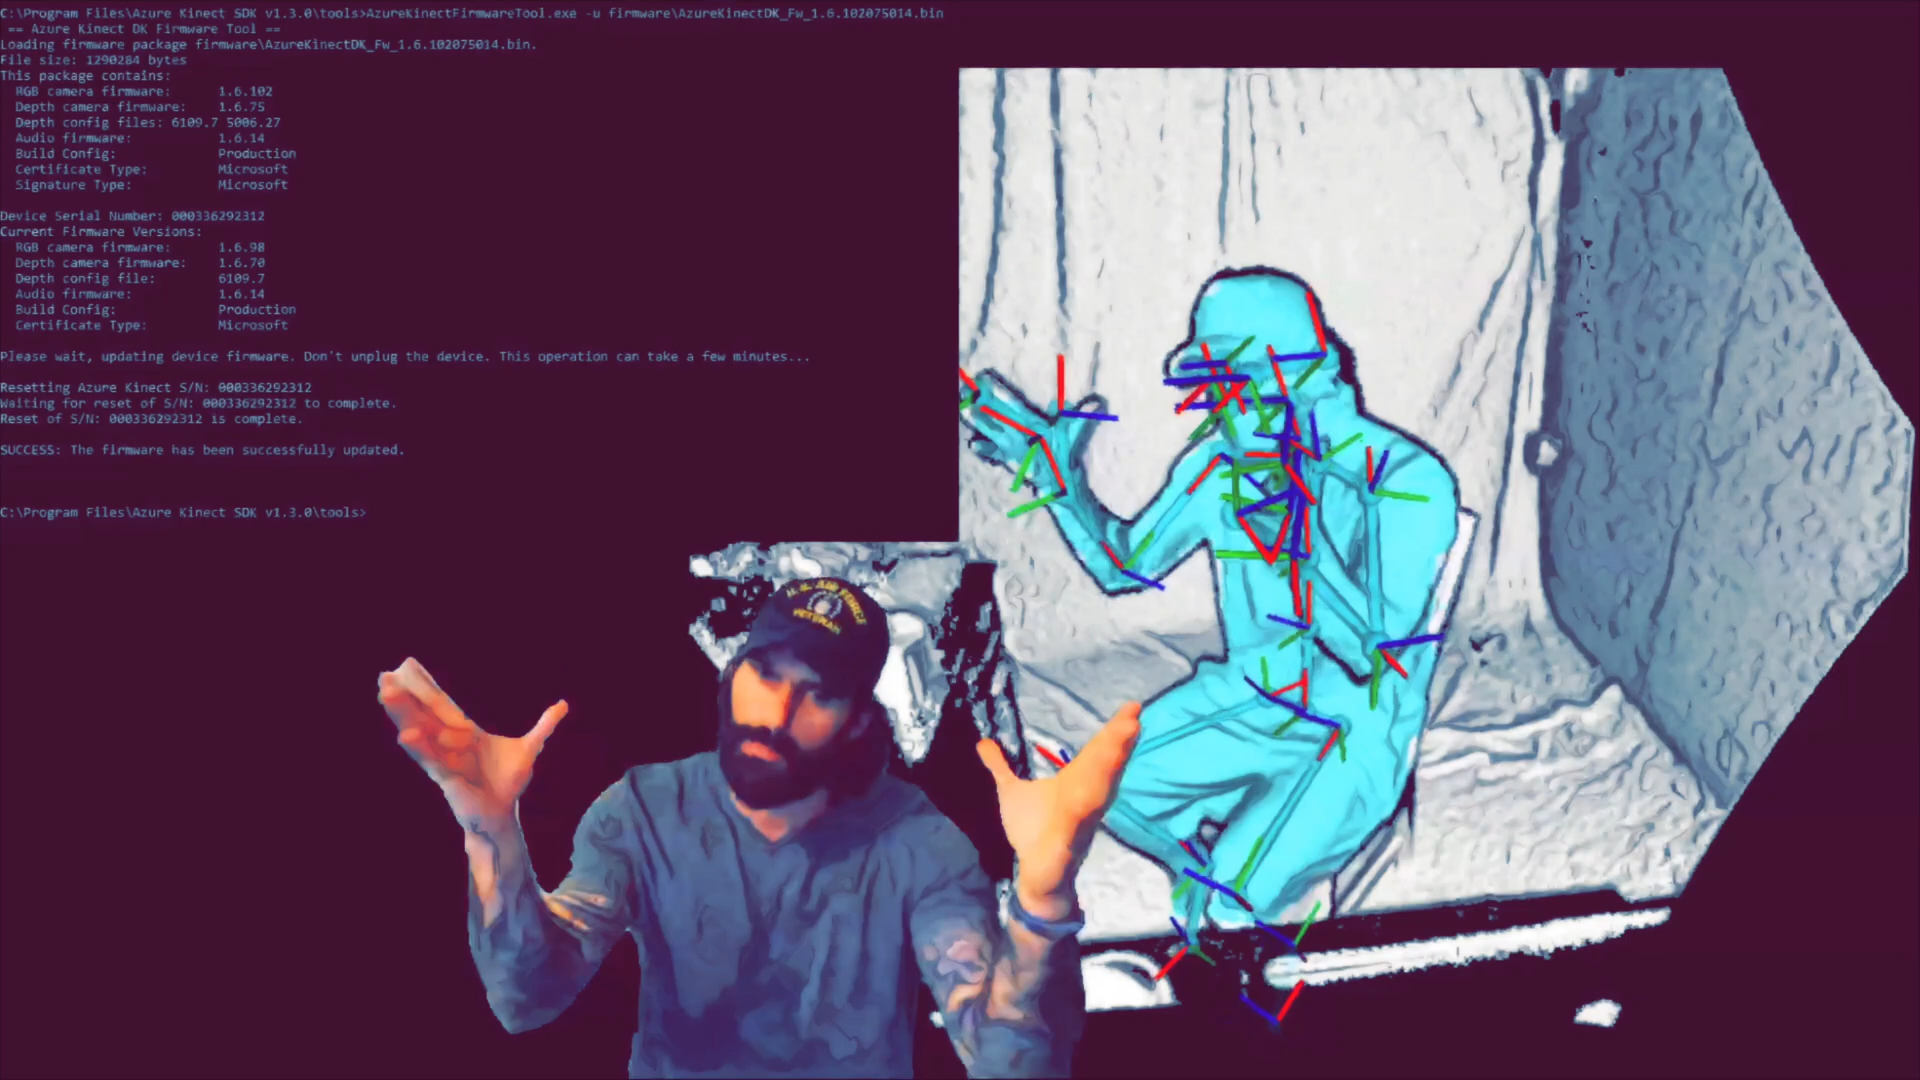 C:\Program Files\Azure Kinect SDK v1.3.0\tools>AzureKinectFirmwareTool.exe -u firmware\AzureKinectDK_Fw_1.6.102075014.bin
== Azure Kinect DK Firmware Tool ==
Loading firmware package firmware\AzureKinectDK_Fw_1.6.102075014.bin.
File size: 1290284 bytes
This package contains:
RGB camera firmware: 1.6.102
Depth camera firmware: 1.6.75
Depth config files: 6109.7 5006.27
Audio firmware: 1.6.14
Build Config: Production
Certificate Type: Microsoft
Signature Type: Microsoft
Device Serial Number: 000336292312
Current Firmware Versions:
RGB camera firmware: 1.6.98
Depth camera firmware: 1.6.70
Depth config file: 6109.7
Audio firmware: 1.6.14
Build Config: Production
Certificate Type: Microsoft
Please wait, updating device firmware. Don't unplug the device. This operation can take a few minutes...
Resetting Azure Kinect S/N: 000336292312
Waiting for reset of S/N: 000336292312 to complete.
Reset of S/N: 000336292312 is complete.
SUCCESS: The firmware has been successfully updated.
C:\Program Files\Azure Kinect SDK v1.3.0\tools>
U.S. AIR FORCE
VETERAN